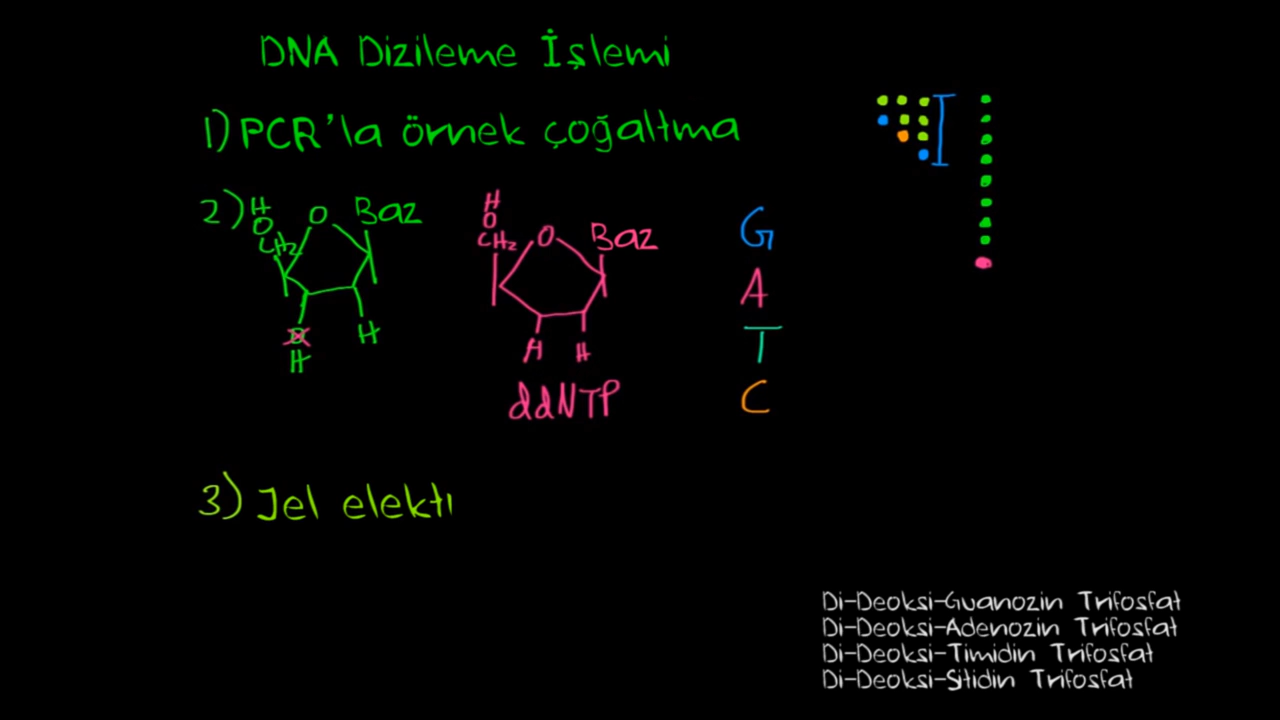 DNA Dizileme İşlemi
1) PCR'la örnek çoğaltma
2)
H
O
CH₂
O
Baz
O
H
H
H
O
CH₂
O
Baz
H
H
ddNTP
G
A
T
C
3) Jel elektr
Di-Deoksi-Guanozin Trifosfat
Di-Deoksi-Adenozin Trifosfat
Di-Deoksi-Timidin Trifosfat
Di-Deoksi-Sitidin Trifosfat